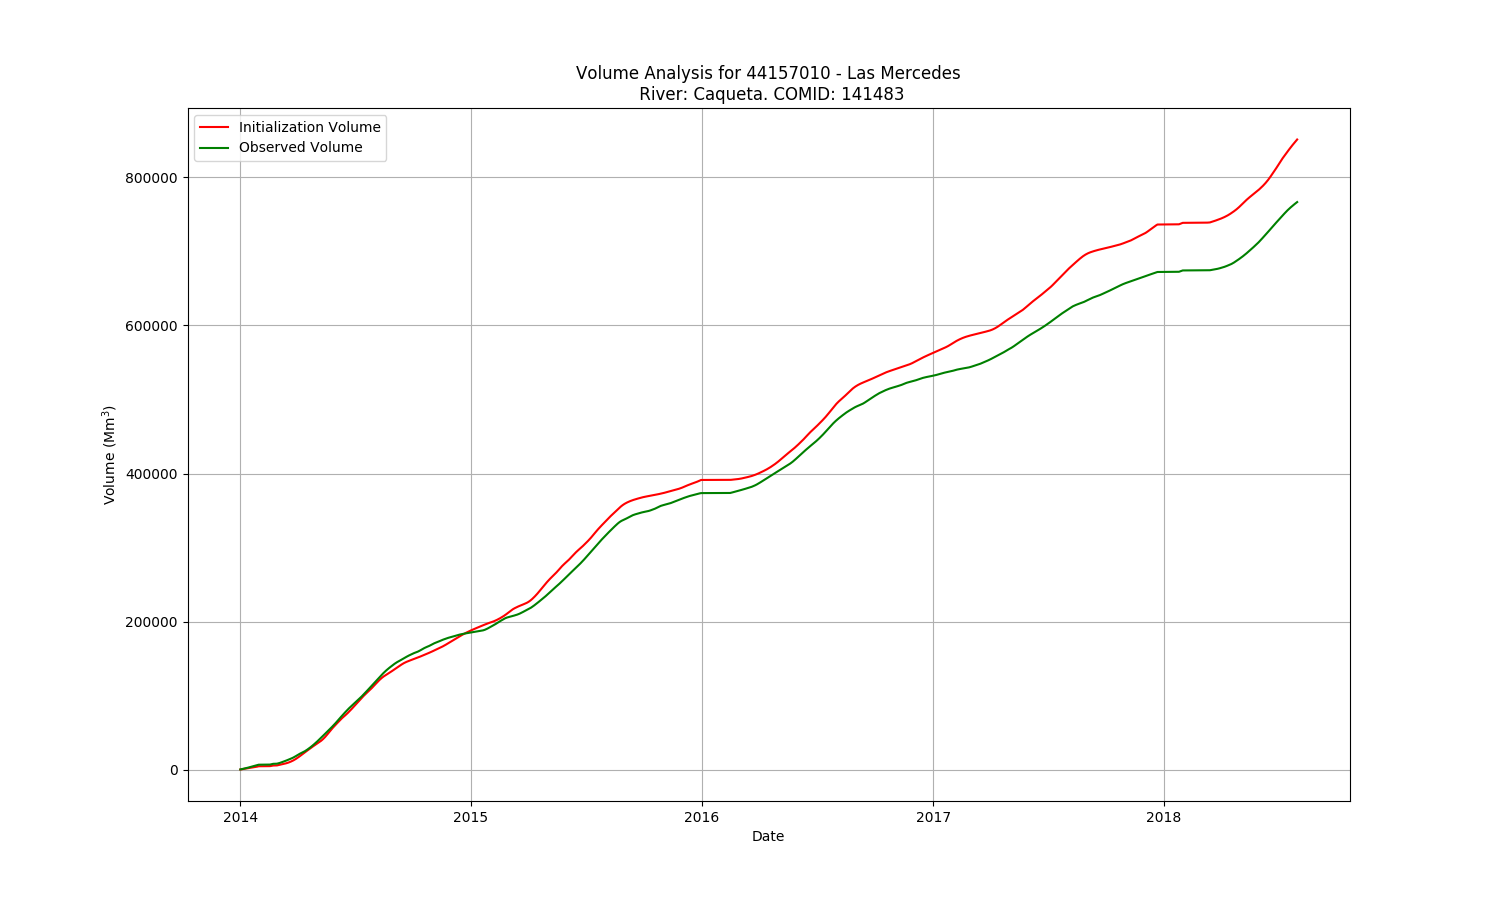 Volume Analysis for 44157010 - Las Mercedes
River: Caqueta. COMID: 141483
Initialization Volume
Observed Volume
800000
600000
400000
200000
0
Volume (Mm³)
2014 2015 2016 2017 2018
Date